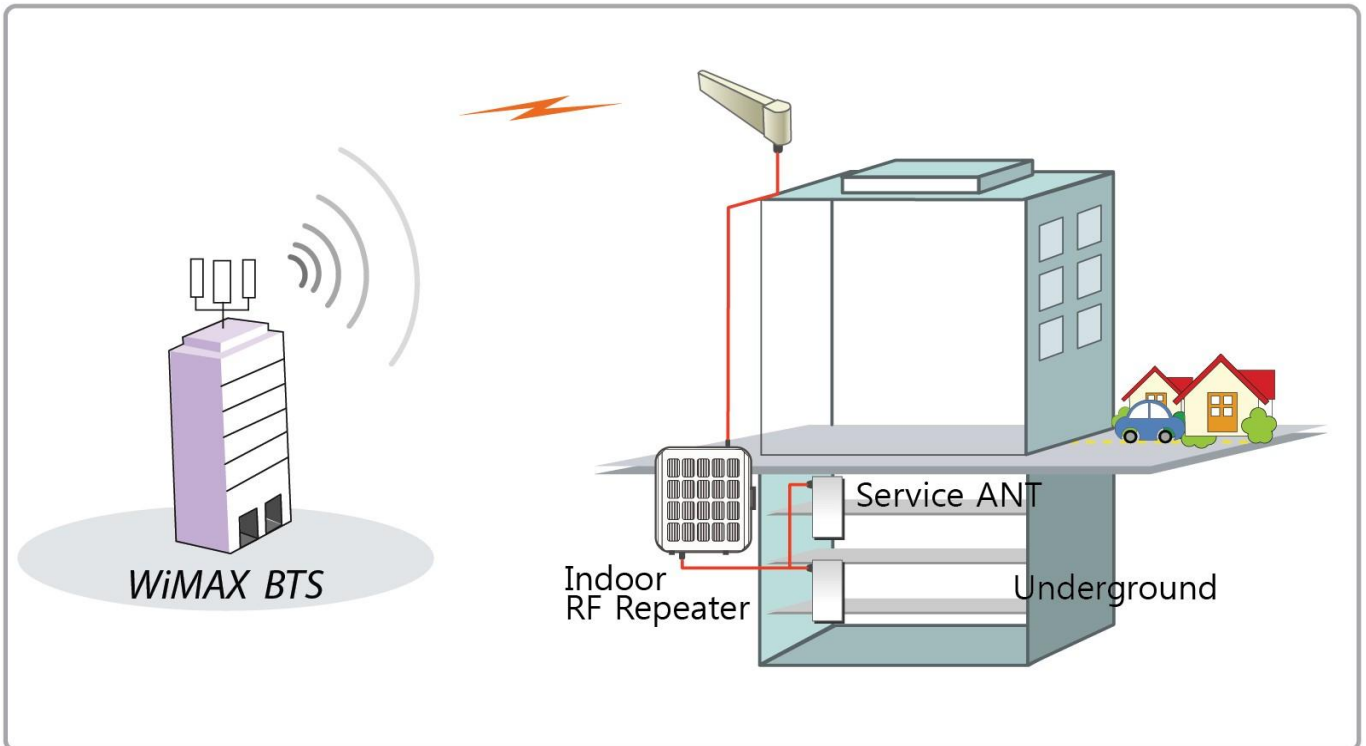 WiMAX BTS
Service ANT
Indoor
RF Repeater
Underground